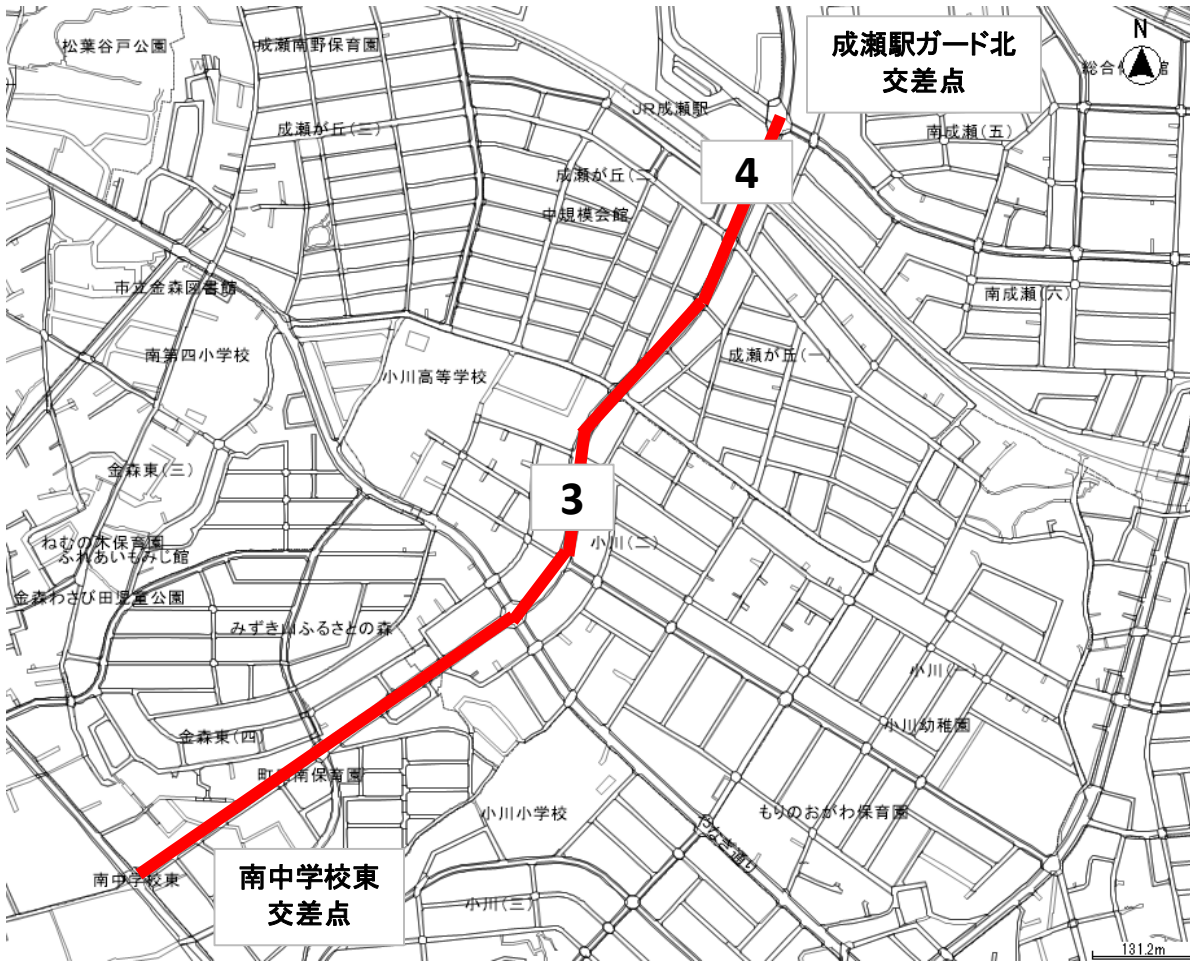 成瀬駅ガード北
交差点
N
松葉谷戸公園
成瀬南野保育園
JR成瀬駅
成瀬が丘(三)
南成瀬(五)
4
成瀬が丘(二)
中規模会館
市立金森図書館
南成瀬(六)
南第四小学校
成瀬が丘(一)
小川高等学校
金森東(三)
3
ねむの木保育園
ふれあいもみじ館
小川(二)
金森わさび田児童公園
みずき山ふるさとの森
小川(一)
小川幼稚園
金森東(四)
南保育園
小川小学校
もりのおがわ保育園
南中学校東
南中学校東
交差点
小川(三)
131.2m